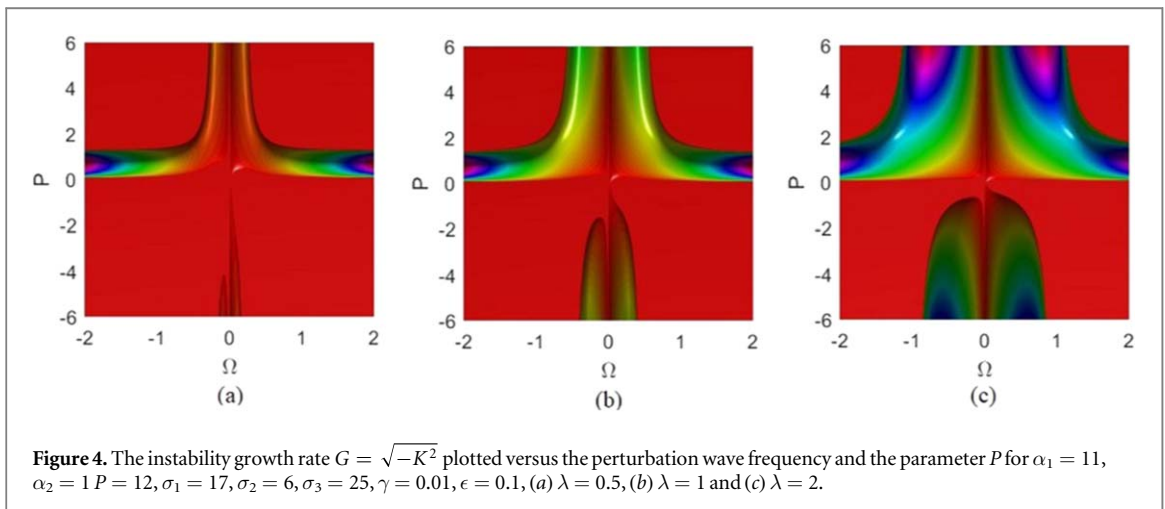 6
4
2
0
-2
-4
-6
P
-2 -1 0 1 2
Ω
(a)
6
4
2
0
-2
-4
-6
P
-2 -1 0 1 2
Ω
(b)
6
4
2
0
-2
-4
-6
P
-2 -1 0 1 2
Ω
(c)
Figure 4. The instability growth rate G = √−K² plotted versus the perturbation wave frequency and the parameter P for α₁ = 11,
α₂ = 1 P = 12, σ₁ = 17, σ₂ = 6, σ₃ = 25, γ = 0.01, ϵ = 0.1, (a) λ = 0.5, (b) λ = 1 and (c) λ = 2.